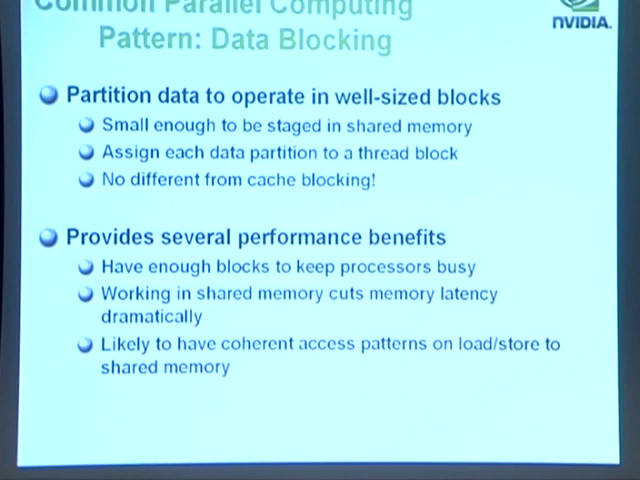 Common Parallel Computing
Pattern: Data Blocking
NVIDIA.
Partition data to operate in well-sized blocks
Small enough to be staged in shared memory
Assign each data partition to a thread block
No different from cache blocking!
Provides several performance benefits
Have enough blocks to keep processors busy
Working in shared memory cuts memory latency
dramatically
Likely to have coherent access patterns on load/store to
shared memory